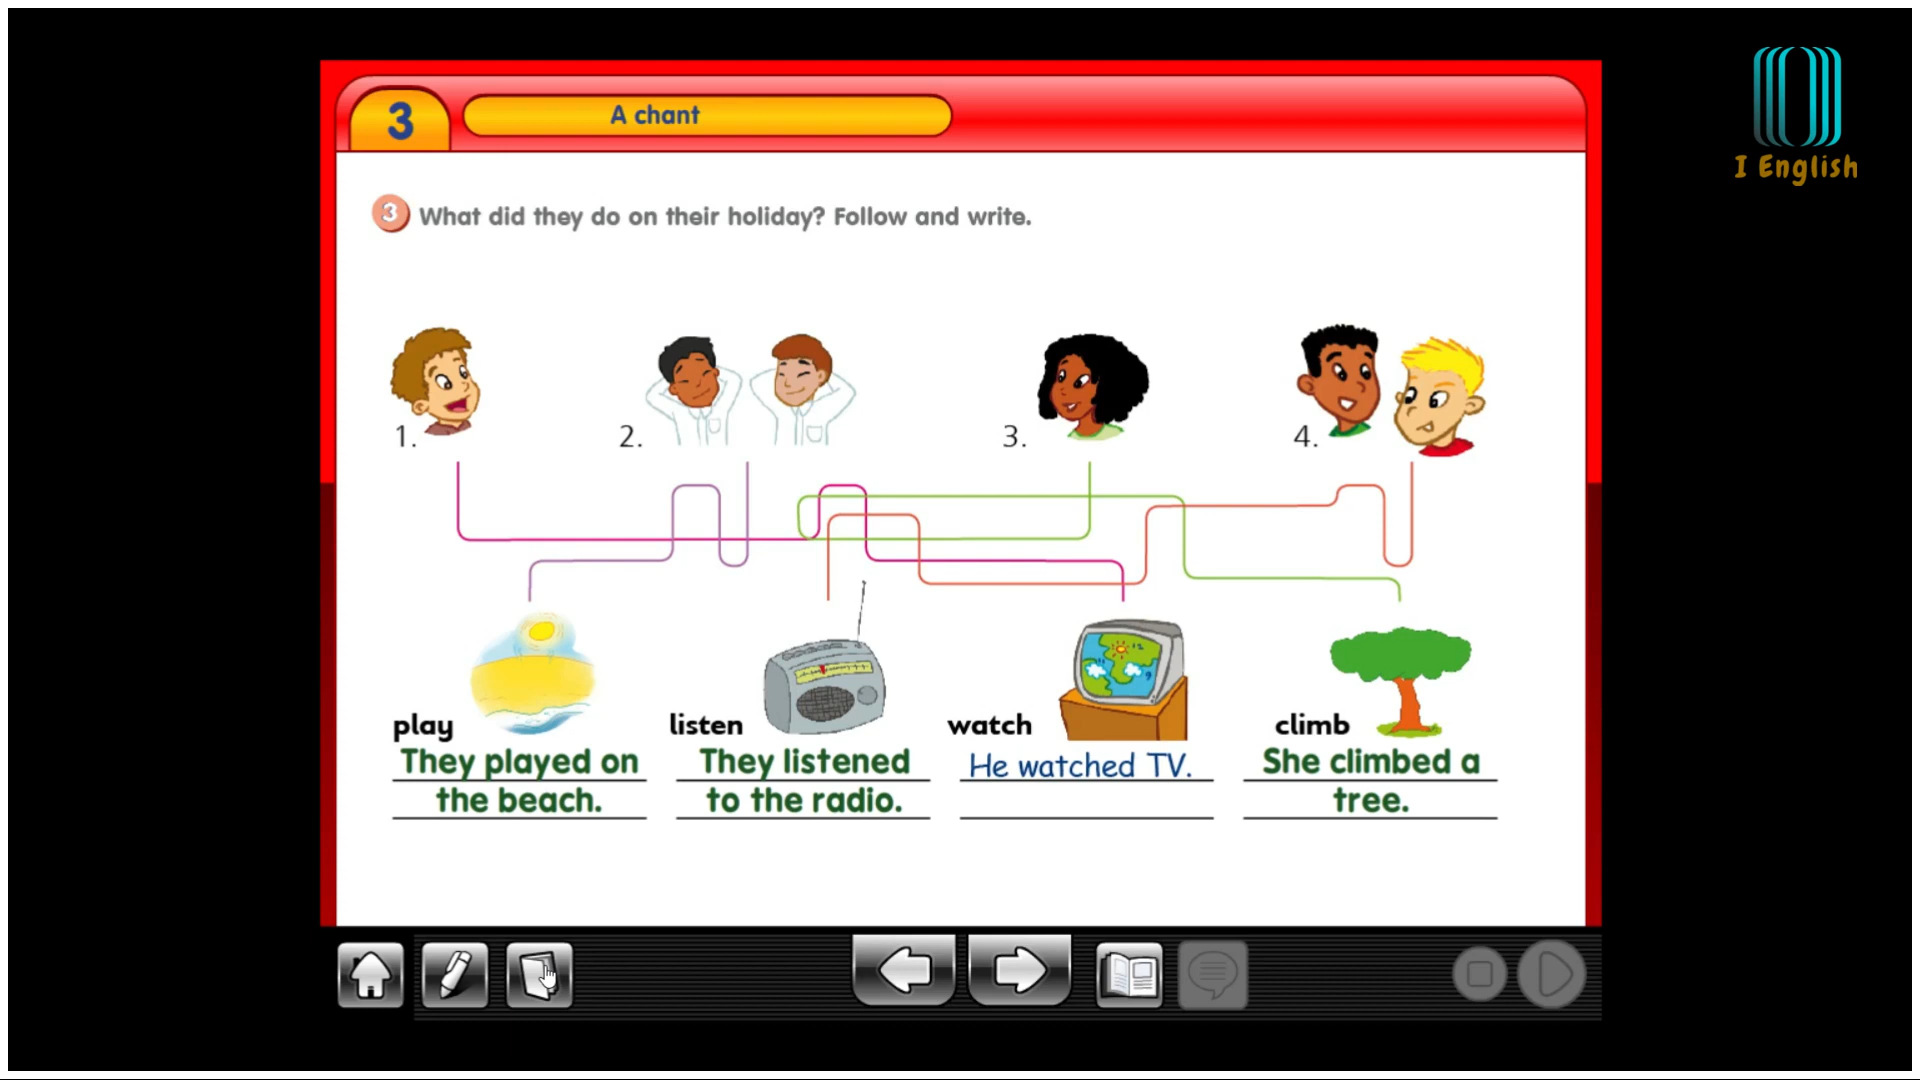 I English
3
A chant
3 What did they do on their holiday? Follow and write.
1.
2.
3.
4.
play
They played on
the beach.
listen
They listened
to the radio.
watch
He watched TV.
climb
She climbed a
tree.